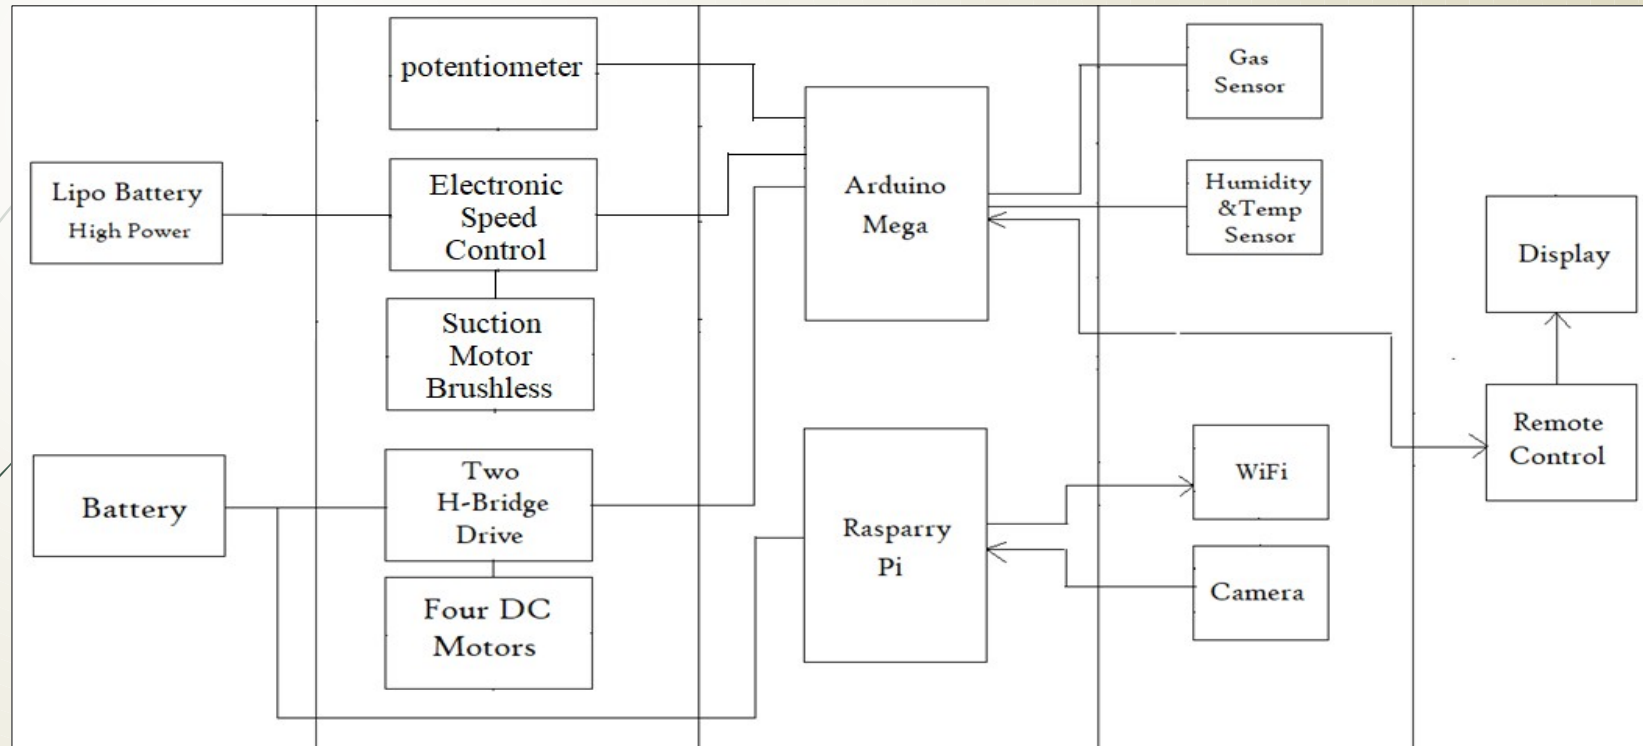 potentiometer
Gas
Sensor
Lipo Battery
High Power
Electronic
Speed
Control
Arduino
Mega
Humidity
&Temp
Sensor
Display
Suction
Motor
Brushless
Remote
Control
Battery
Two
H-Bridge
Drive
Rasparry
Pi
WiFi
Four DC
Motors
Camera